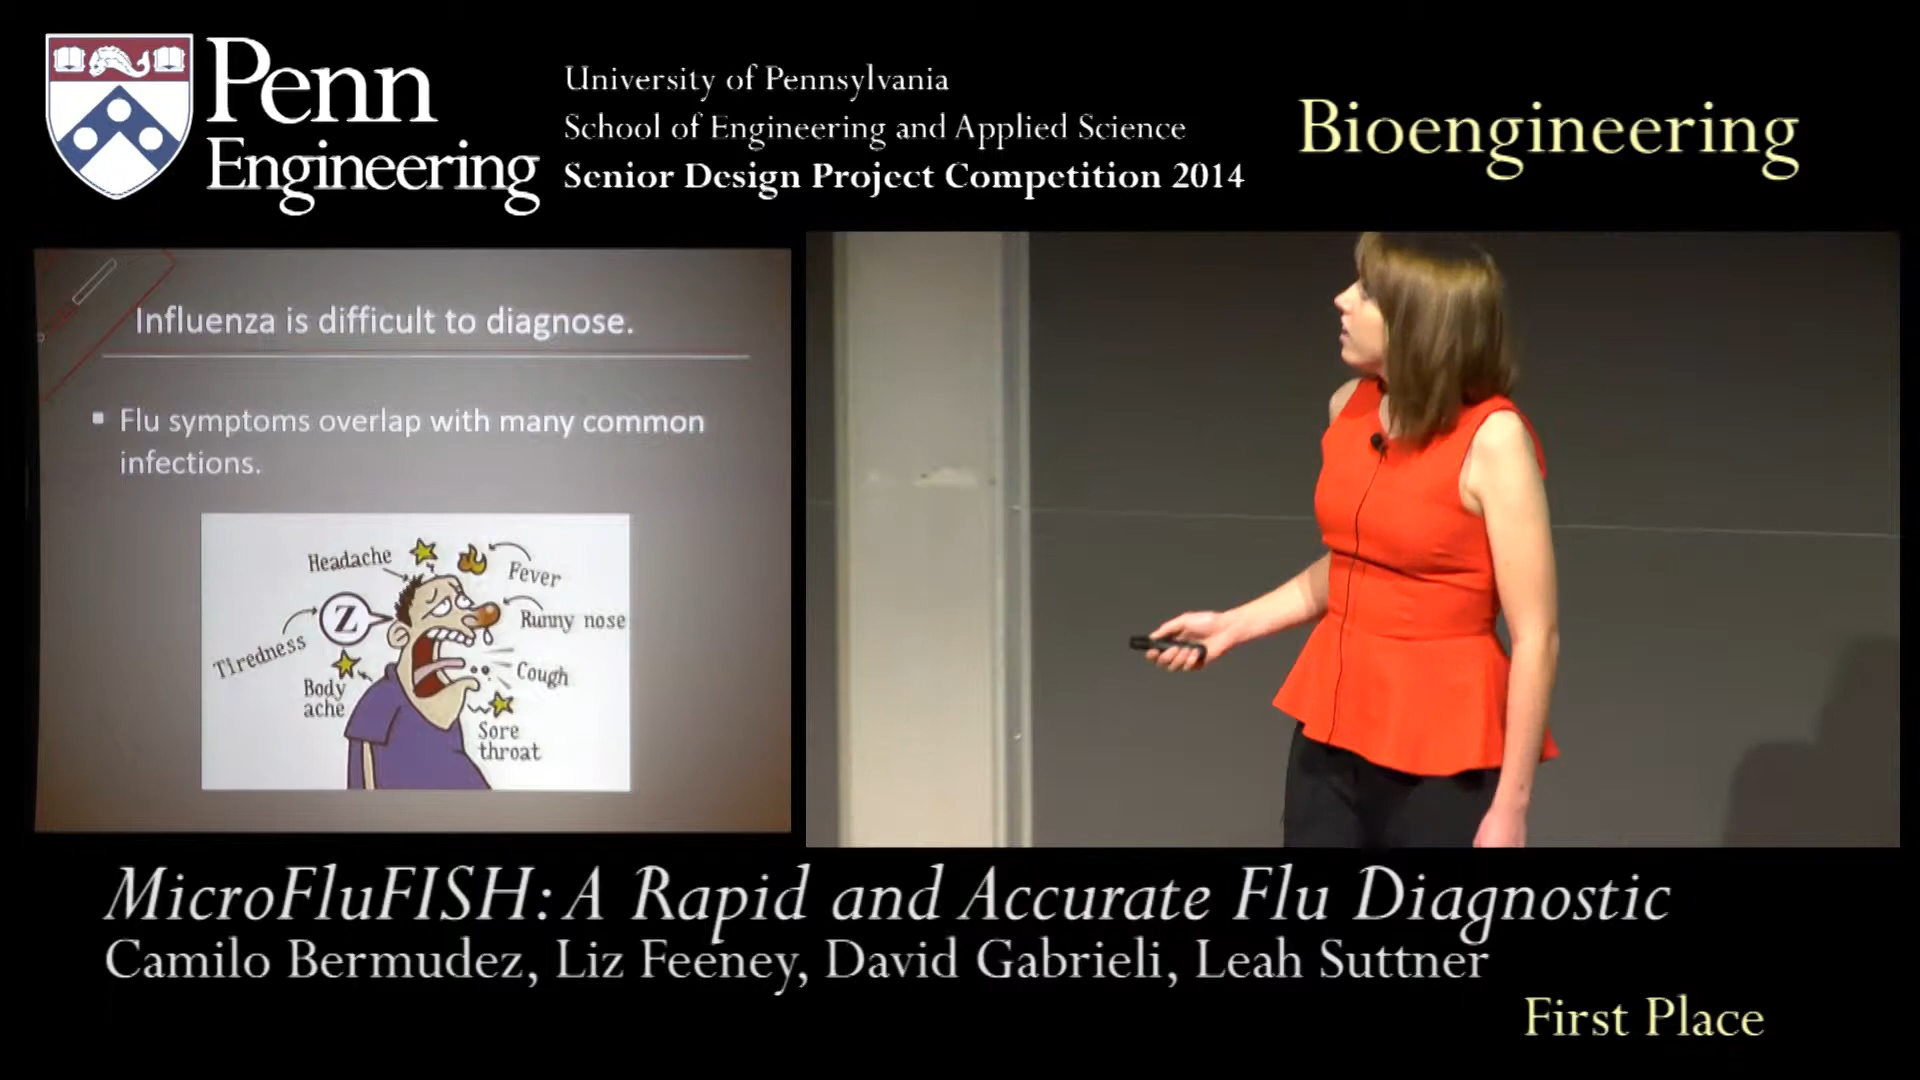 Penn
Engineering
University of Pennsylvania
School of Engineering and Applied Science
Senior Design Project Competition 2014
Bioengineering
Influenza is difficult to diagnose.
Flu symptoms overlap with many common
infections.
Headache
Fever
Runny nose
Z
Tiredness
Cough
Body
ache
Sore
throat
MicroFluFISH: A Rapid and Accurate Flu Diagnostic
Camilo Bermudez, Liz Feeney, David Gabrieli, Leah Suttner
First Place